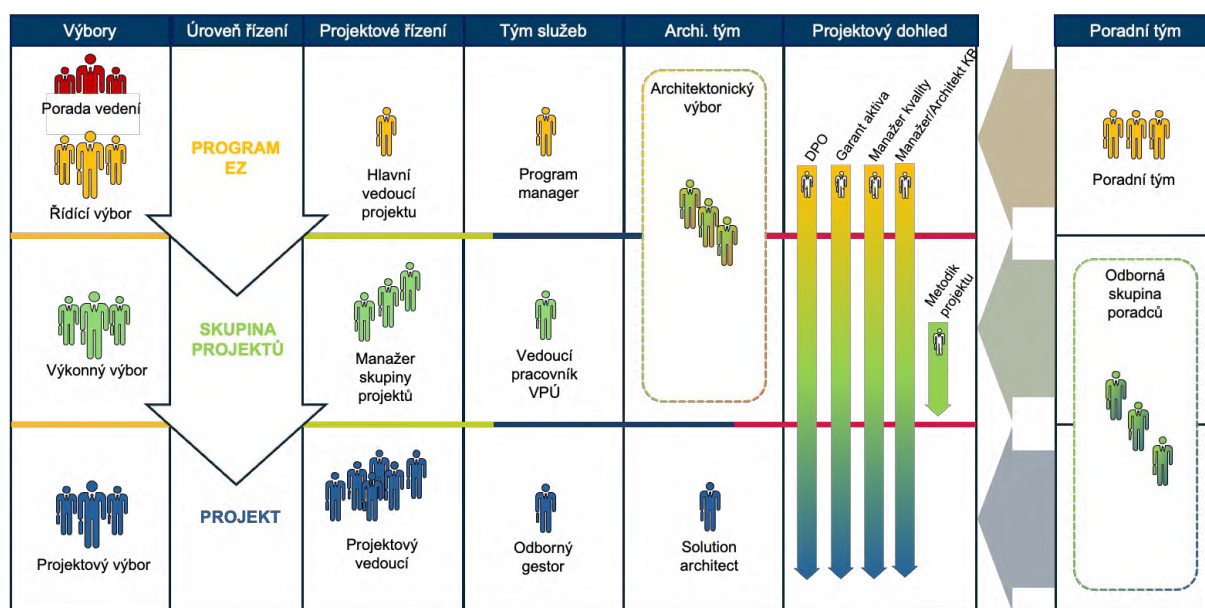 Výbory
Úroveň řízení
Projektové řízení
Tým služeb
Archi. tým
Projektový dohled
Poradní tým
Porada vedení
Řídící výbor
PROGRAM
EZ
Hlavní
vedoucí
projektu
Program
manager
Architektonický
výbor
DPO
Garant aktiva
Manažer kvality
Manažer/Architekt KB
Poradní tým
Výkonný výbor
SKUPINA
PROJEKTŮ
Manažer
skupiny
projektů
Vedoucí
pracovník
VPÚ
Metodik
projektu
Odborná
skupina
poradců
Projektový výbor
PROJEKT
Projektový
vedoucí
Odborný
gestor
Solution
architect